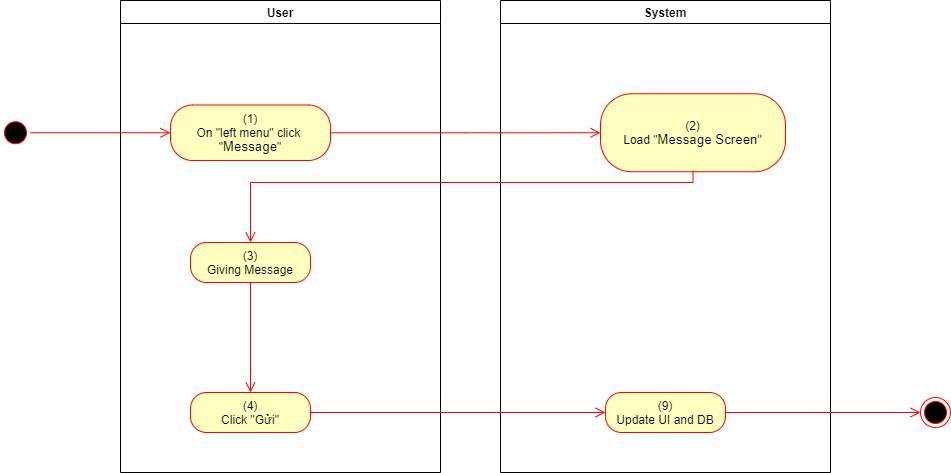 User
System
(1)
On "left menu" click
"Message"
(2)
Load "Message Screen"
(3)
Giving Message
(4)
Click "Gửi"
(9)
Update UI and DB